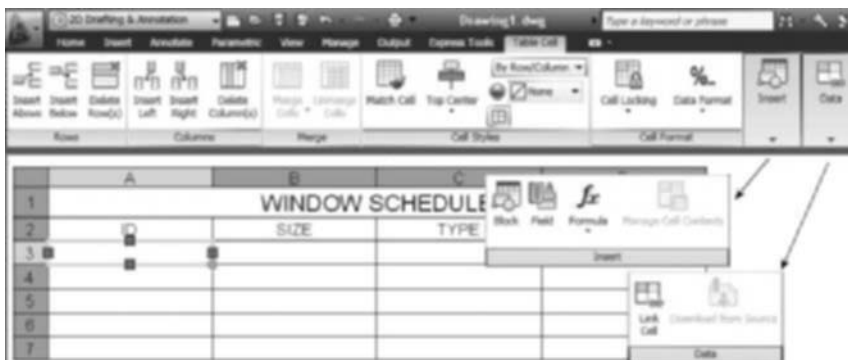 2D Drafting & Annotation Drawing1.dwg Type a keyword or phrase
Home Insert Annotate Parametric View Manage Output Express Tools Table Cell
Insert Above Insert Below Delete Row(s) Insert Left Insert Right Delete Column(s) Merge Cells Unmerge Cells Match Cell Top Center By Row/Column None Cell Locking Data Format Insert Data
Rows Columns Merge Cell Styles Cell Format
A B C
1 WINDOW SCHEDULE
2 ID SIZE TYPE
3
4
5
6
7
Block Field Formula Manage Cell Contents
Insert
Link Cell Download from Source
Data